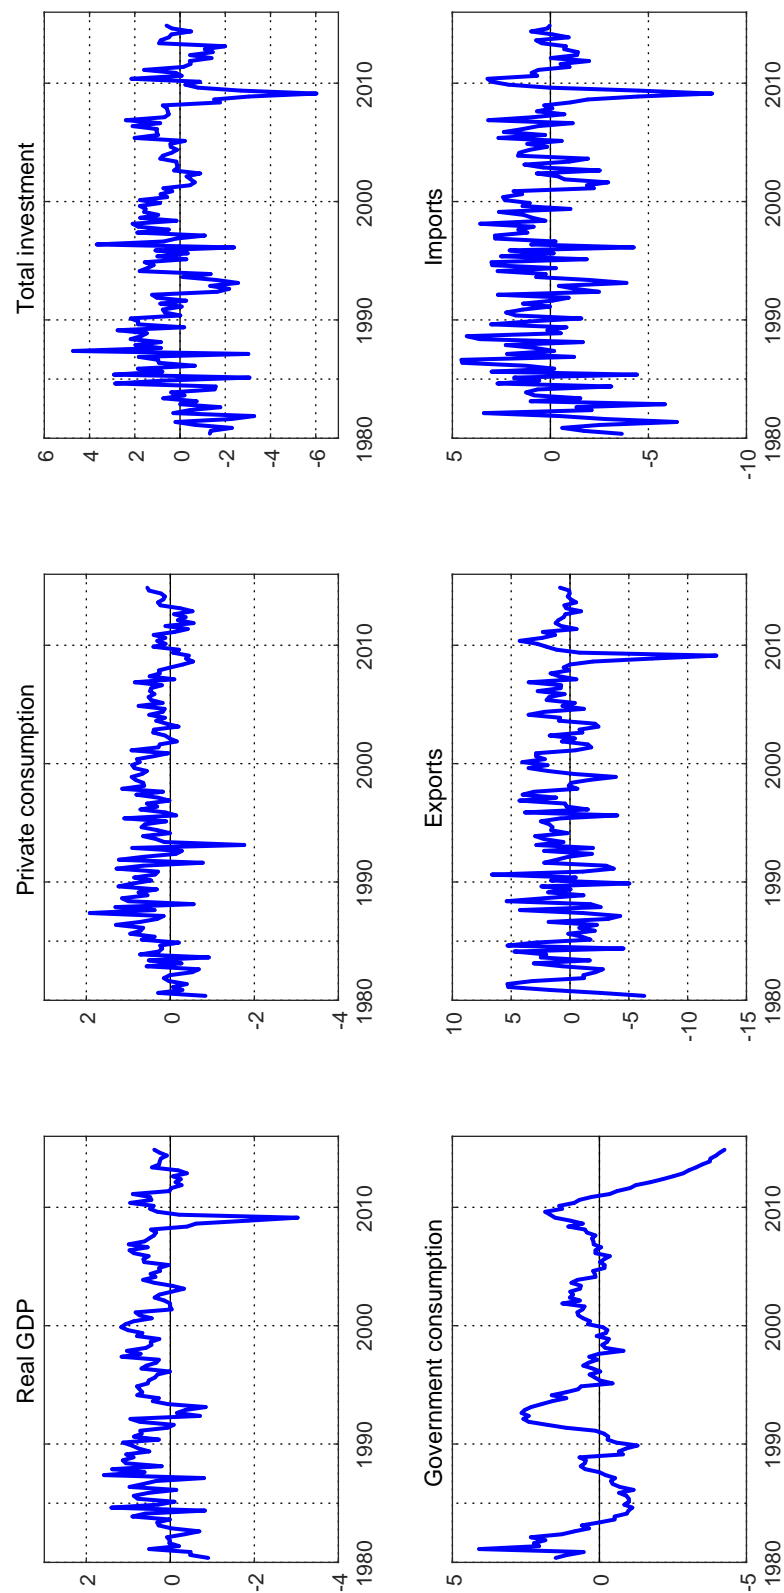 Real GDP
2
0
-2
-4
1980 1990 2000 2010
Private consumption
2
0
-2
-4
1980 1990 2000 2010
Total investment
6
4
2
0
-2
-4
-6
1980 1990 2000 2010
Government consumption
5
0
-5
1980 1990 2000 2010
Exports
10
5
0
-5
-10
-15
1980 1990 2000 2010
Imports
5
0
-5
-10
1980 1990 2000 2010